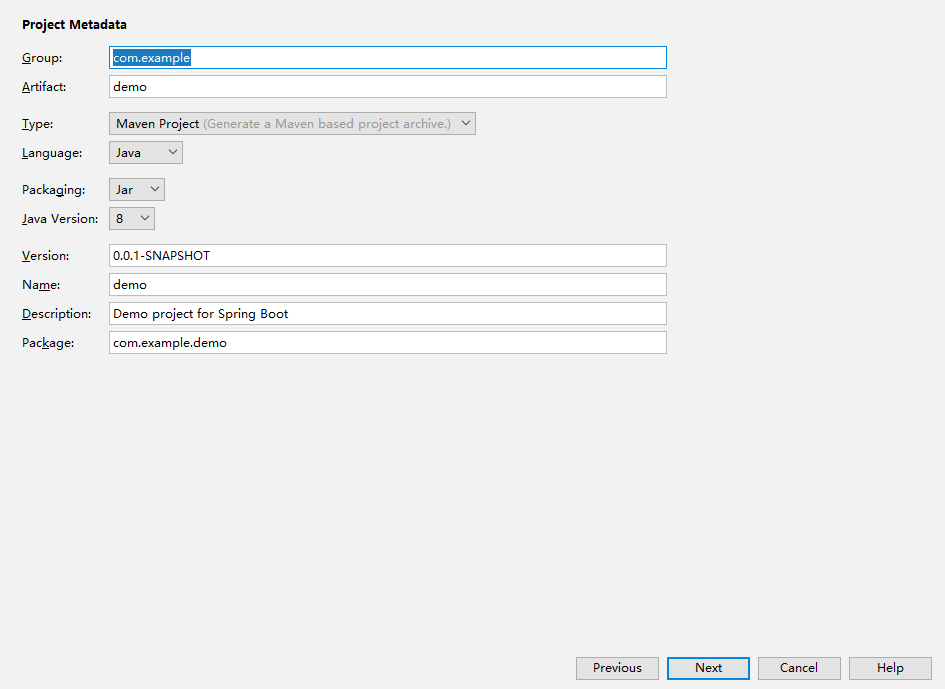 Project Metadata
Group: com.example
Artifact: demo
Type: Maven Project (Generate a Maven based project archive.)
Language: Java
Packaging: Jar
Java Version: 8
Version: 0.0.1-SNAPSHOT
Name: demo
Description: Demo project for Spring Boot
Package: com.example.demo
Previous Next Cancel Help